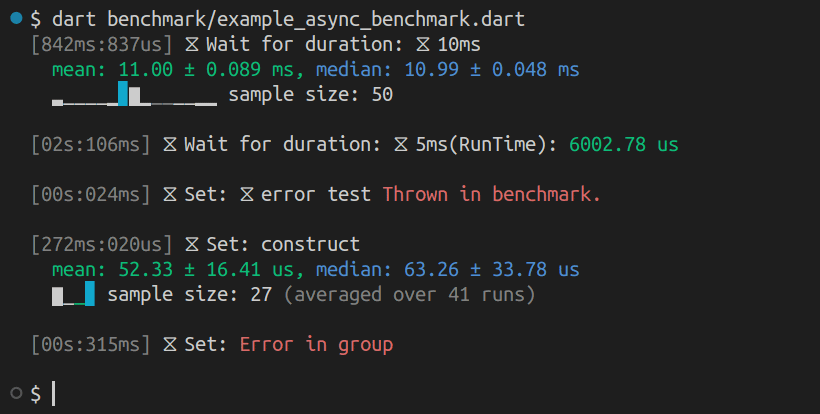 $ dart benchmark/example_async_benchmark.dart
[842ms:837us] ⧖ Wait for duration: ⧖ 10ms
mean: 11.00 ± 0.089 ms, median: 10.99 ± 0.048 ms
sample size: 50
[02s:106ms] ⧖ Wait for duration: ⧖ 5ms(RunTime): 6002.78 us
[00s:024ms] ⧖ Set: ⧖ error test Thrown in benchmark.
[272ms:020us] ⧖ Set: construct
mean: 52.33 ± 16.41 us, median: 63.26 ± 33.78 us
sample size: 27 (averaged over 41 runs)
[00s:315ms] ⧖ Set: Error in group
$